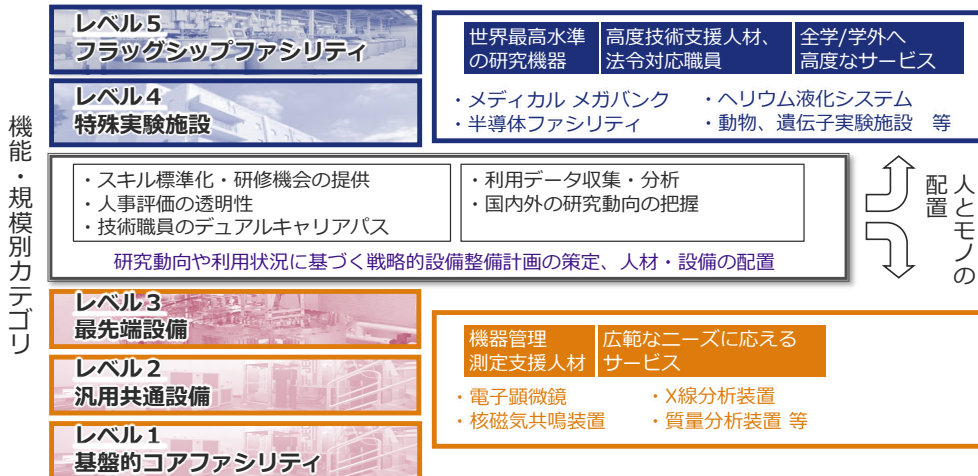 機能・規模別カテゴリ
レベル５
フラッグシップファシリティ
レベル４
特殊実験施設
世界最高水準
の研究機器
高度技術支援人材、
法令対応職員
全学/学外へ
高度なサービス
・メディカル メガバンク
・半導体ファシリティ
・ヘリウム液化システム
・動物、遺伝子実験施設　等
・スキル標準化・研修機会の提供
・人事評価の透明性
・技術職員のデュアルキャリアパス
・利用データ収集・分析
・国内外の研究動向の把握
研究動向や利用状況に基づく戦略的設備整備計画の策定、人材・設備の配置
人とモノの
配置
レベル３
最先端設備
レベル２
汎用共通設備
レベル１
基盤的コアファシリティ
機器管理
測定支援人材
広範なニーズに応える
サービス
・電子顕微鏡
・核磁気共鳴装置
・X線分析装置
・質量分析装置 等